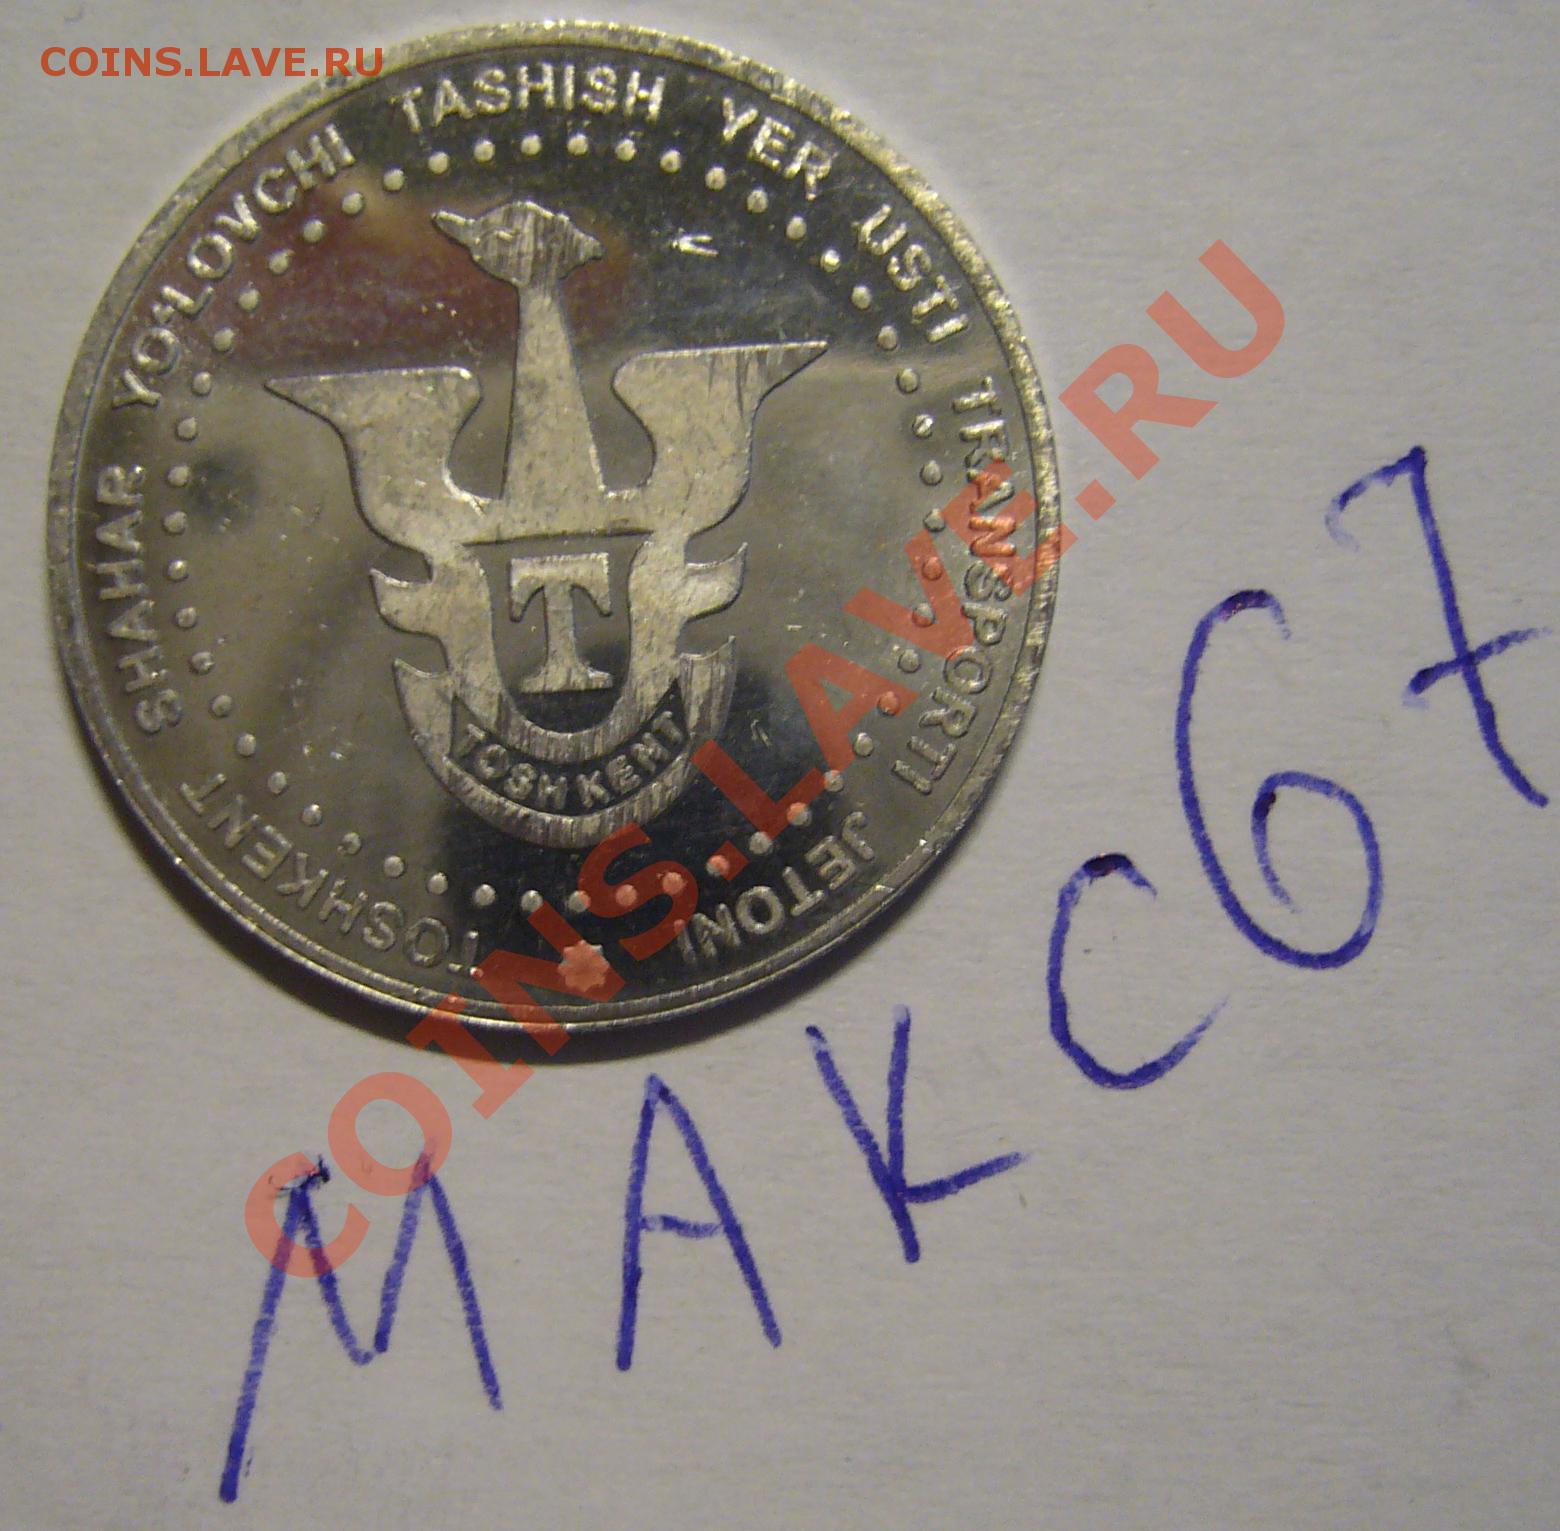 COINS.LAVE.RU
TOSHKENT SHAHAR YO'LOVCHI TASHISH YER USTI TRANSPORTI JETONI
T
TOSHKENT
COINS.LAVE.RU
МАКС67